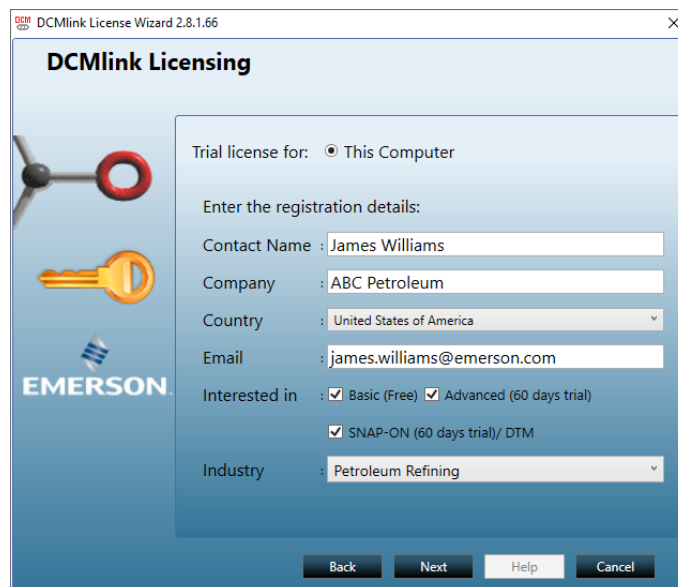 DCM DCMlink License Wizard 2.8.1.66
DCMlink Licensing
Trial license for: This Computer
Enter the registration details:
Contact Name : James Williams
Company : ABC Petroleum
Country : United States of America
Email : james.williams@emerson.com
Interested in : Basic (Free) Advanced (60 days trial)
SNAP-ON (60 days trial)/ DTM
Industry : Petroleum Refining
EMERSON.
Back Next Help Cancel